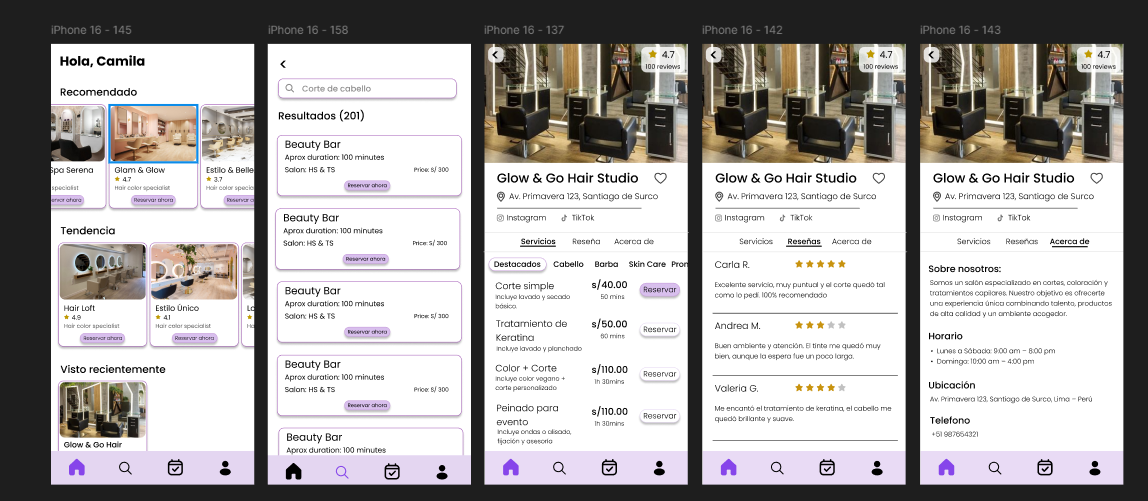 iPhone 16 - 145
Hola, Camila
Recomendado
Spa Serena
Glam & Glow
Estilo & Belle
4.7
3.7
specialist
Hair color specialist
Hair color specia
ervar ahora
Reservar ahora
Reservar a
Tendencia
Hair Loft
Estilo Único
Lo
4.9
4.1
Hair color specialist
Hair color specialist
Hair
Reservar ahora
Reservar ahora
Visto recientemente
Glow & Go Hair
iPhone 16 - 158
Corte de cabello
Resultados (201)
Beauty Bar
Aprox duration: 100 minutes
Salon: HS & TS
Price: S/ 300
Reservar ahora
Beauty Bar
Aprox duration: 100 minutes
Salon: HS & TS
Price: S/ 300
Reservar ahora
Beauty Bar
Aprox duration: 100 minutes
Salon: HS & TS
Price: S/ 300
Reservar ahora
Beauty Bar
Aprox duration: 100 minutes
Salon: HS & TS
Price: S/ 300
Reservar ahora
Beauty Bar
Aprox duration: 100 minutes
iPhone 16 - 137
4.7
100 reviews
Glow & Go Hair Studio
Av. Primavera 123, Santiago de Surco
Instagram TikTok
Servicios Reseña Acerca de
Destacados Cabello Barba Skin Care Prom
Corte simple
s/40.00
Reservar
Incluye lavado y secado
básico.
50 mins
Tratamiento de
Keratina
s/50.00
Reservar
Incluye lavado y planchado
60 mins
Color + Corte
s/110.00
Reservar
Incluye color vegano +
corte personalizado
1h 30mins
Peinado para
evento
s/110.00
Reservar
Incluye ondas o alisado,
fijación y asesoría
1h 30mins
iPhone 16 - 142
4.7
100 reviews
Glow & Go Hair Studio
Av. Primavera 123, Santiago de Surco
Instagram TikTok
Servicios Reseñas Acerca de
Carla R.
Excelente servicio, muy puntual y el corte quedó tal
como lo pedí. 100% recomendado
Andrea M.
Buen ambiente y atención. El tinte me quedó muy
bien, aunque la espera fue un poco larga.
Valeria G.
Me encantó el tratamiento de keratina, el cabello me
quedó brillante y suave.
iPhone 16 - 143
4.7
100 reviews
Glow & Go Hair Studio
Av. Primavera 123, Santiago de Surco
Instagram TikTok
Servicios Reseñas Acerca de
Sobre nosotros:
Somos un salón especializado en cortes, coloración y
tratamientos capilares. Nuestro objetivo es ofrecerte
una experiencia única combinando talento, productos
de alta calidad y un ambiente acogedor.
Horario
• Lunes a Sábado: 9:00 am – 8:00 pm
• Domingo: 10:00 am – 4:00 pm
Ubicación
Av. Primavera 123, Santiago de Surco, Lima – Perú
Telefono
+51 987654321